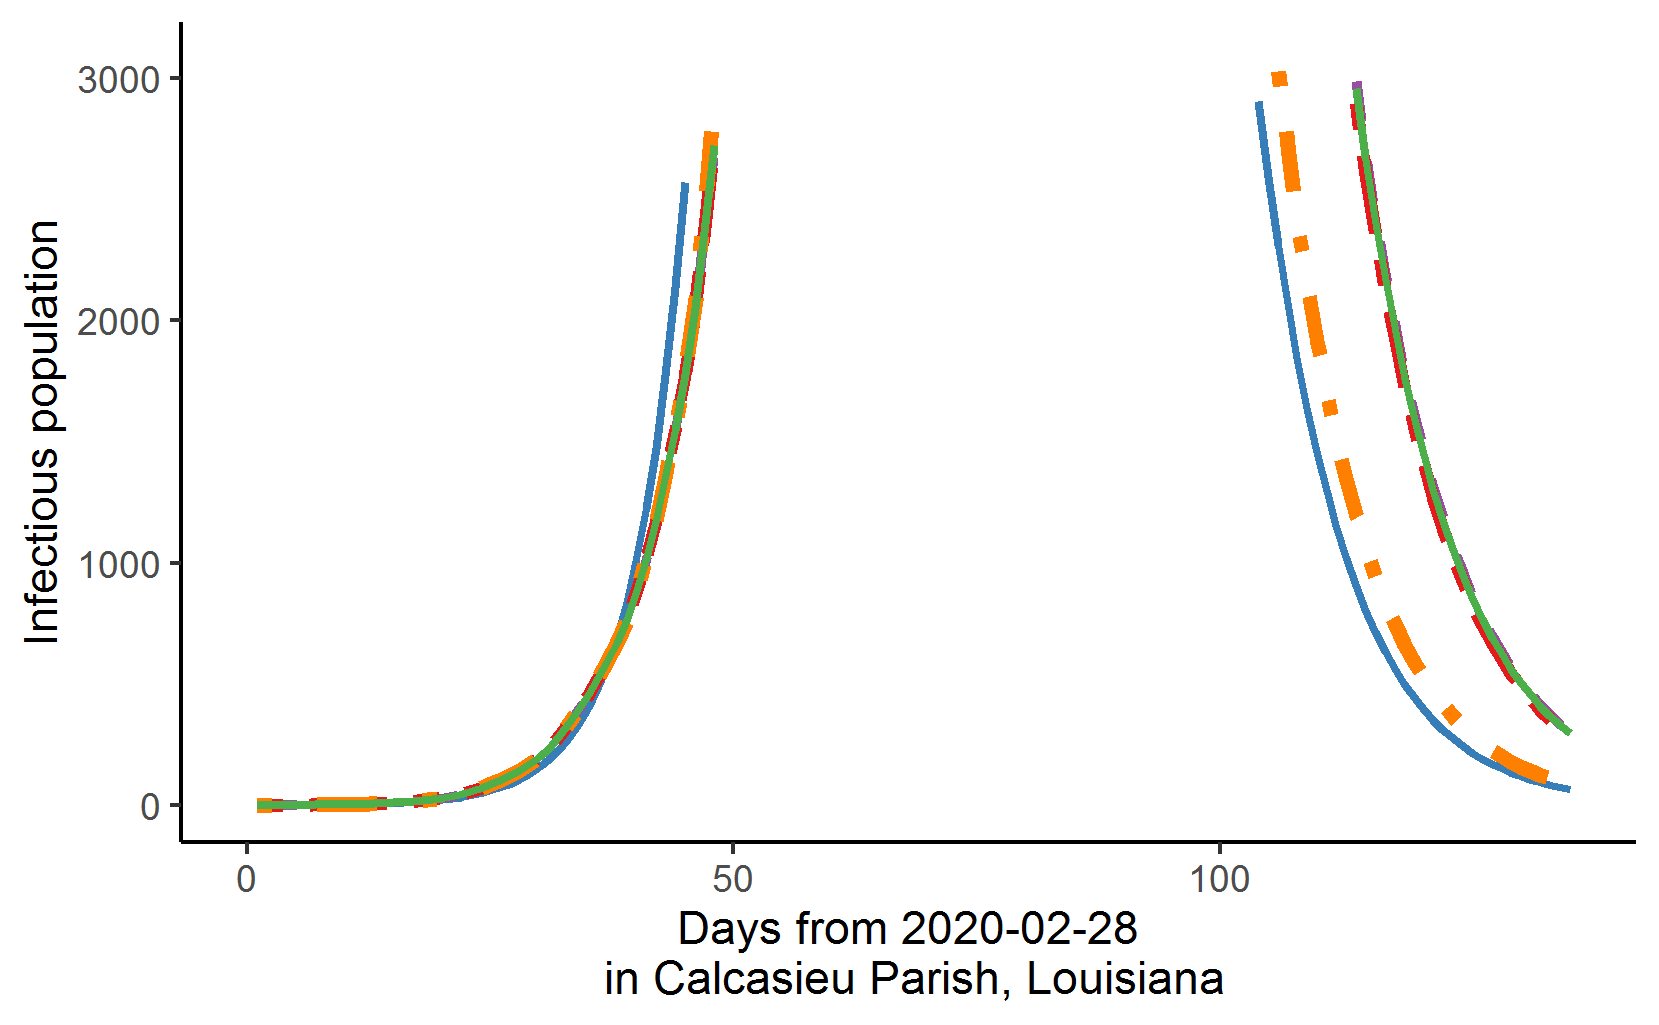 Infectious population
3000
2000
1000
0
0 50 100
Days from 2020-02-28
in Calcasieu Parish, Louisiana